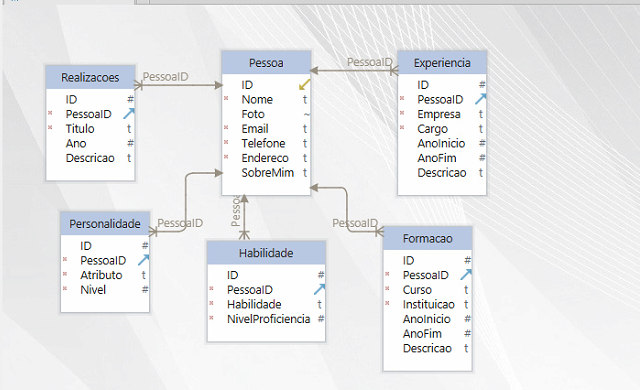 Realizacoes
ID #
PessoaID
* Titulo t
Ano #
Descricao t
PessoaID
Pessoa
ID
* Nome t
Foto ~
* Email t
* Telefone t
* Endereco t
SobreMim t
PessoaID
Experiencia
ID #
* PessoaID
* Empresa t
* Cargo t
AnoInicio #
AnoFim #
Descricao t
Personalidade
ID #
* PessoaID
* Atributo t
* Nivel #
PessoaID
Habilidade
ID #
* PessoaID
* Habilidade t
* NivelProficiencia #
PessoaID
Formacao
ID #
* PessoaID
* Curso t
* Instituicao t
AnoInicio #
AnoFim #
Descricao t